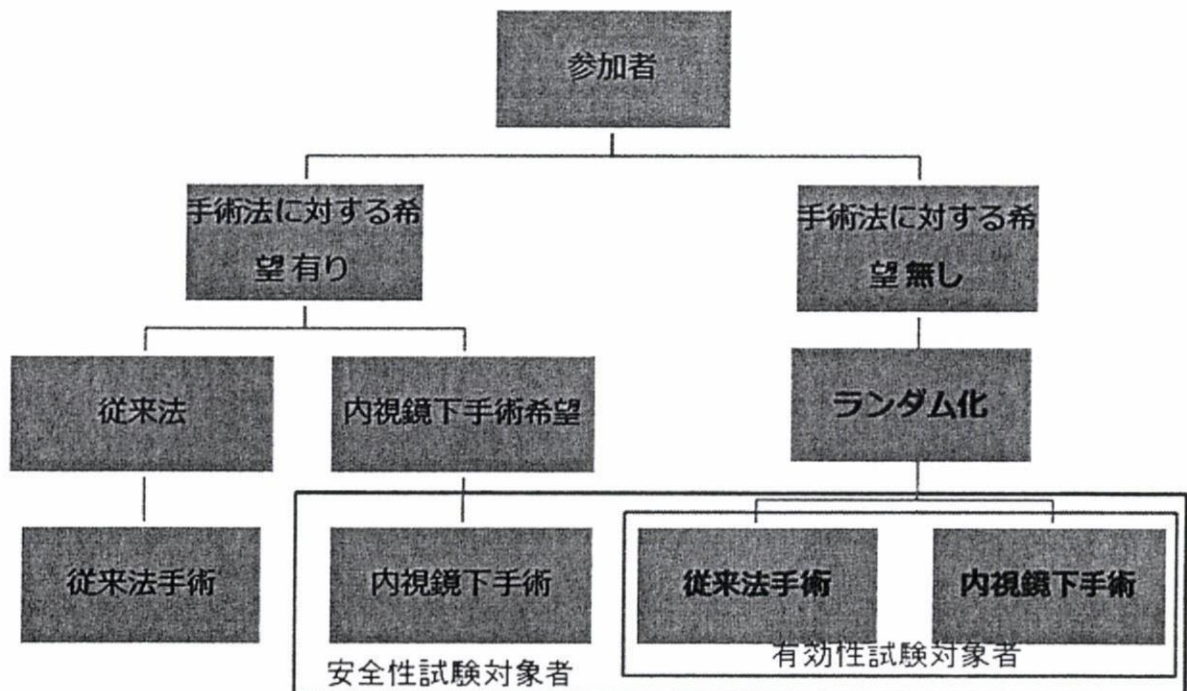 参加者
手術法に対する希
望 有り
手術法に対する希
望 無し
従来法
内視鏡下手術希望
ランダム化
従来法手術
内視鏡下手術
従来法手術
内視鏡下手術
安全性試験対象者
有効性試験対象者